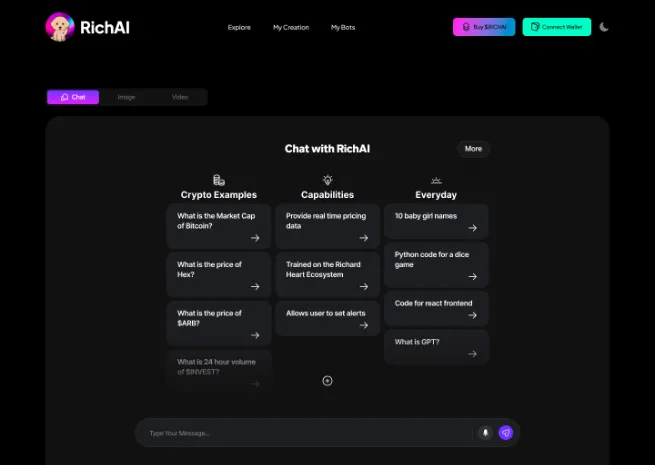 RichAI
Explore
My Creation
My Bots
Buy $RICHAI
Connect Wallet
Chat
Image
Video
Chat with RichAI
More
Crypto Examples
What is the Market Cap
of Bitcoin?
What is the price of
Hex?
What is the price of
$ARB?
What is 24 hour volume
of $INVEST?
Capabilities
Provide real time pricing
data
Trained on the Richard
Heart Ecosystem
Allows user to set alerts
Everyday
10 baby girl names
Python code for a dice
game
Code for react frontend
What is GPT?
Type Your Message...